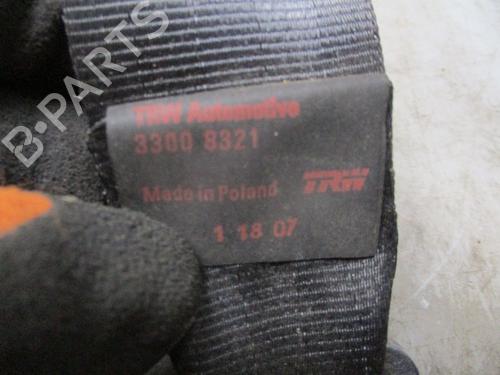 TRW Automotive
3300 8321
Made in Poland TRW
1 18 07
B-PARTS